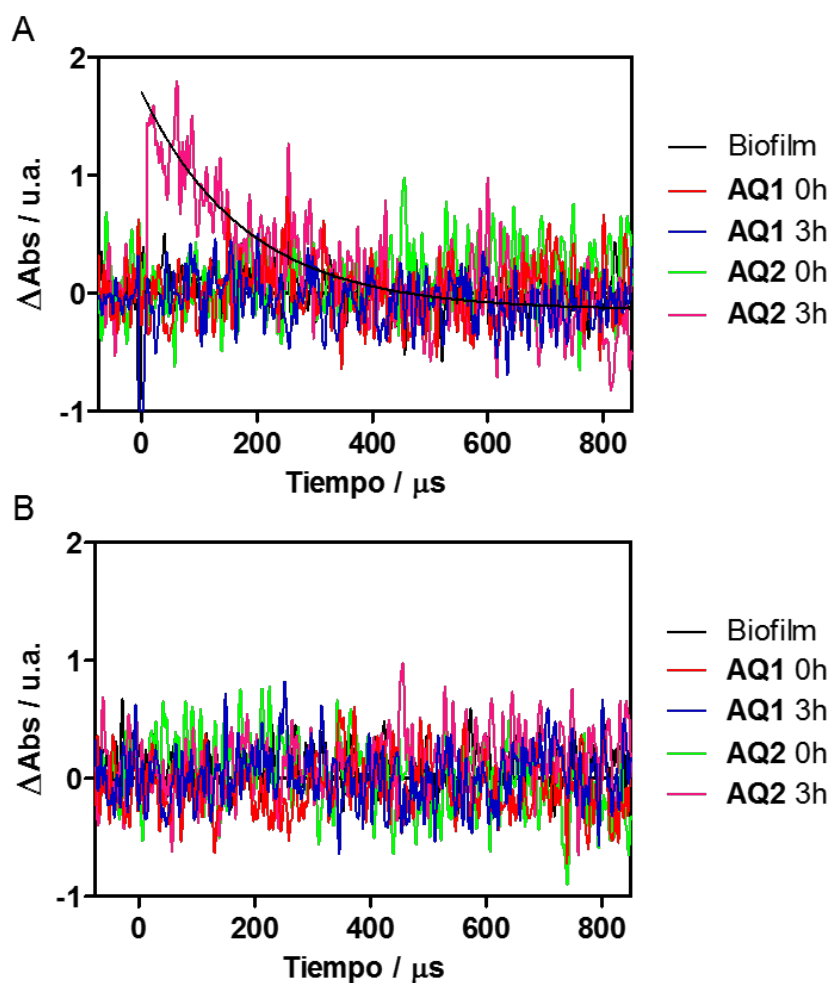 A
2
1
0
-1
ΔAbs / u.a.
0 200 400 600 800
Tiempo / μs
Biofilm
AQ1 0h
AQ1 3h
AQ2 0h
AQ2 3h
B
2
1
0
-1
ΔAbs / u.a.
0 200 400 600 800
Tiempo / μs
Biofilm
AQ1 0h
AQ1 3h
AQ2 0h
AQ2 3h